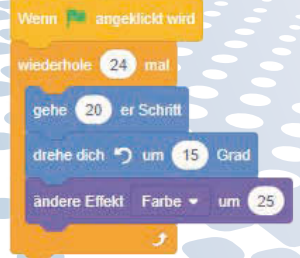 Wenn angeklickt wird
wiederhole 24 mal
gehe 20 er Schritt
drehe dich um 15 Grad
ändere Effekt Farbe um 25